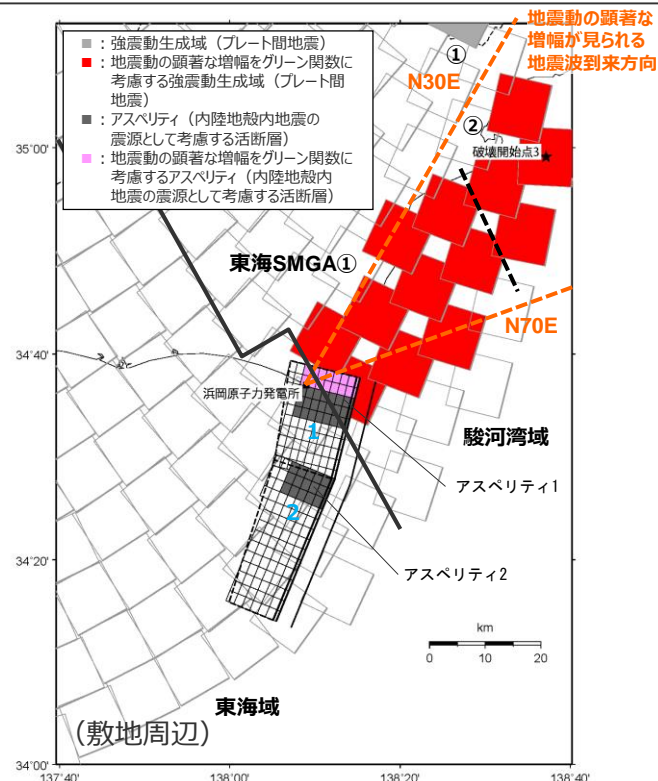 地震動の顕著な
増幅が見られる
地震波到来方向
■ : 強震動生成域(プレート間地震)
■ : 地震動の顕著な増幅をグリーン関数に
考慮する強震動生成域(プレート間
地震)
■ : アスペリティ(内陸地殻内地震の
震源として考慮する活断層)
■ : 地震動の顕著な増幅をグリーン関数に
考慮するアスペリティ(内陸地殻内
地震の震源として考慮する活断層)
①
N30E
②
破壊開始点3
35°00'
東海SMGA①
N70E
34°40'
浜岡原子力発電所
駿河湾域
1
アスペリティ1
2
34°20'
アスペリティ2
km
0 10 20
東海域
(敷地周辺)
34°00'
137°40' 138°00' 138°20' 138°40'